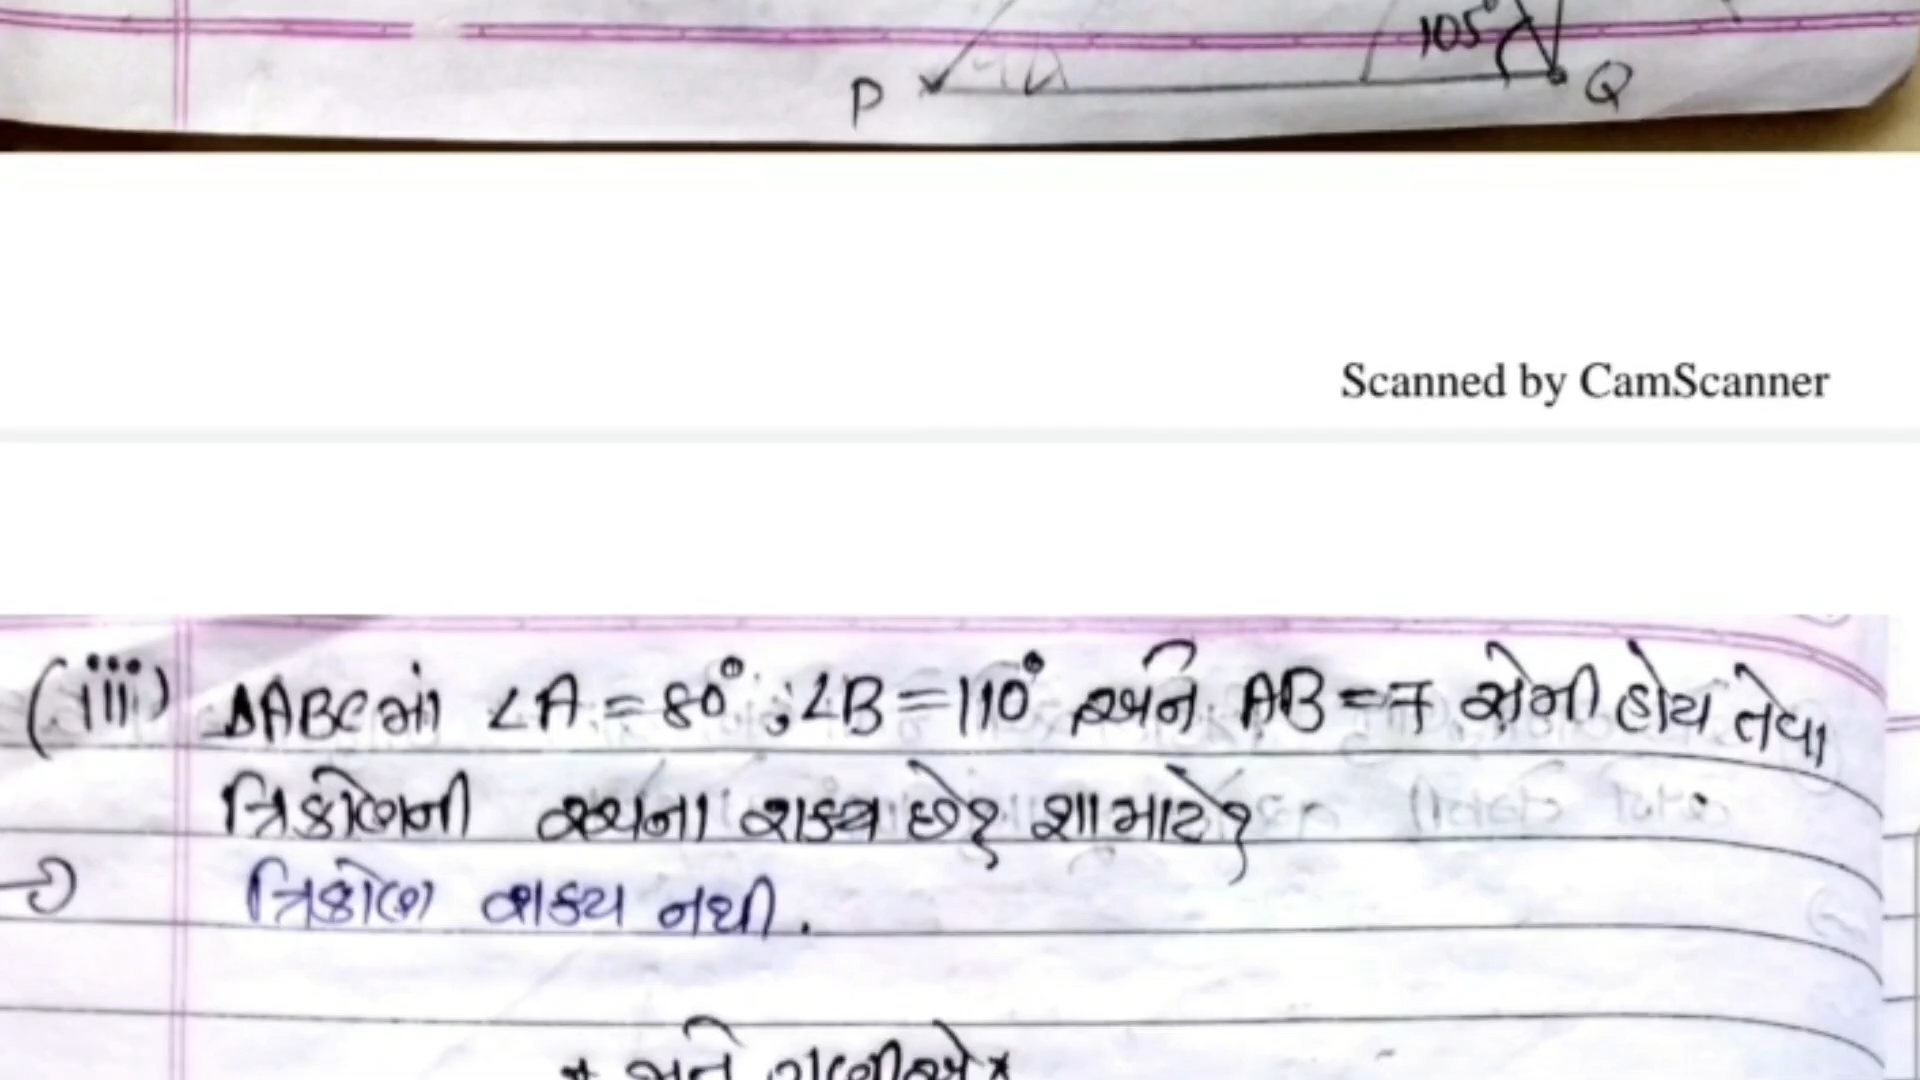 105°
P Q
Scanned by CamScanner
(iii) ΔABCમાં ∠A = 80°; ∠B = 110° અને AB = 7 સેમી હોય તેવા
ત્રિકોણની રચના શક્ય છે? શા માટે?
→ ત્રિકોણ શક્ય નથી.